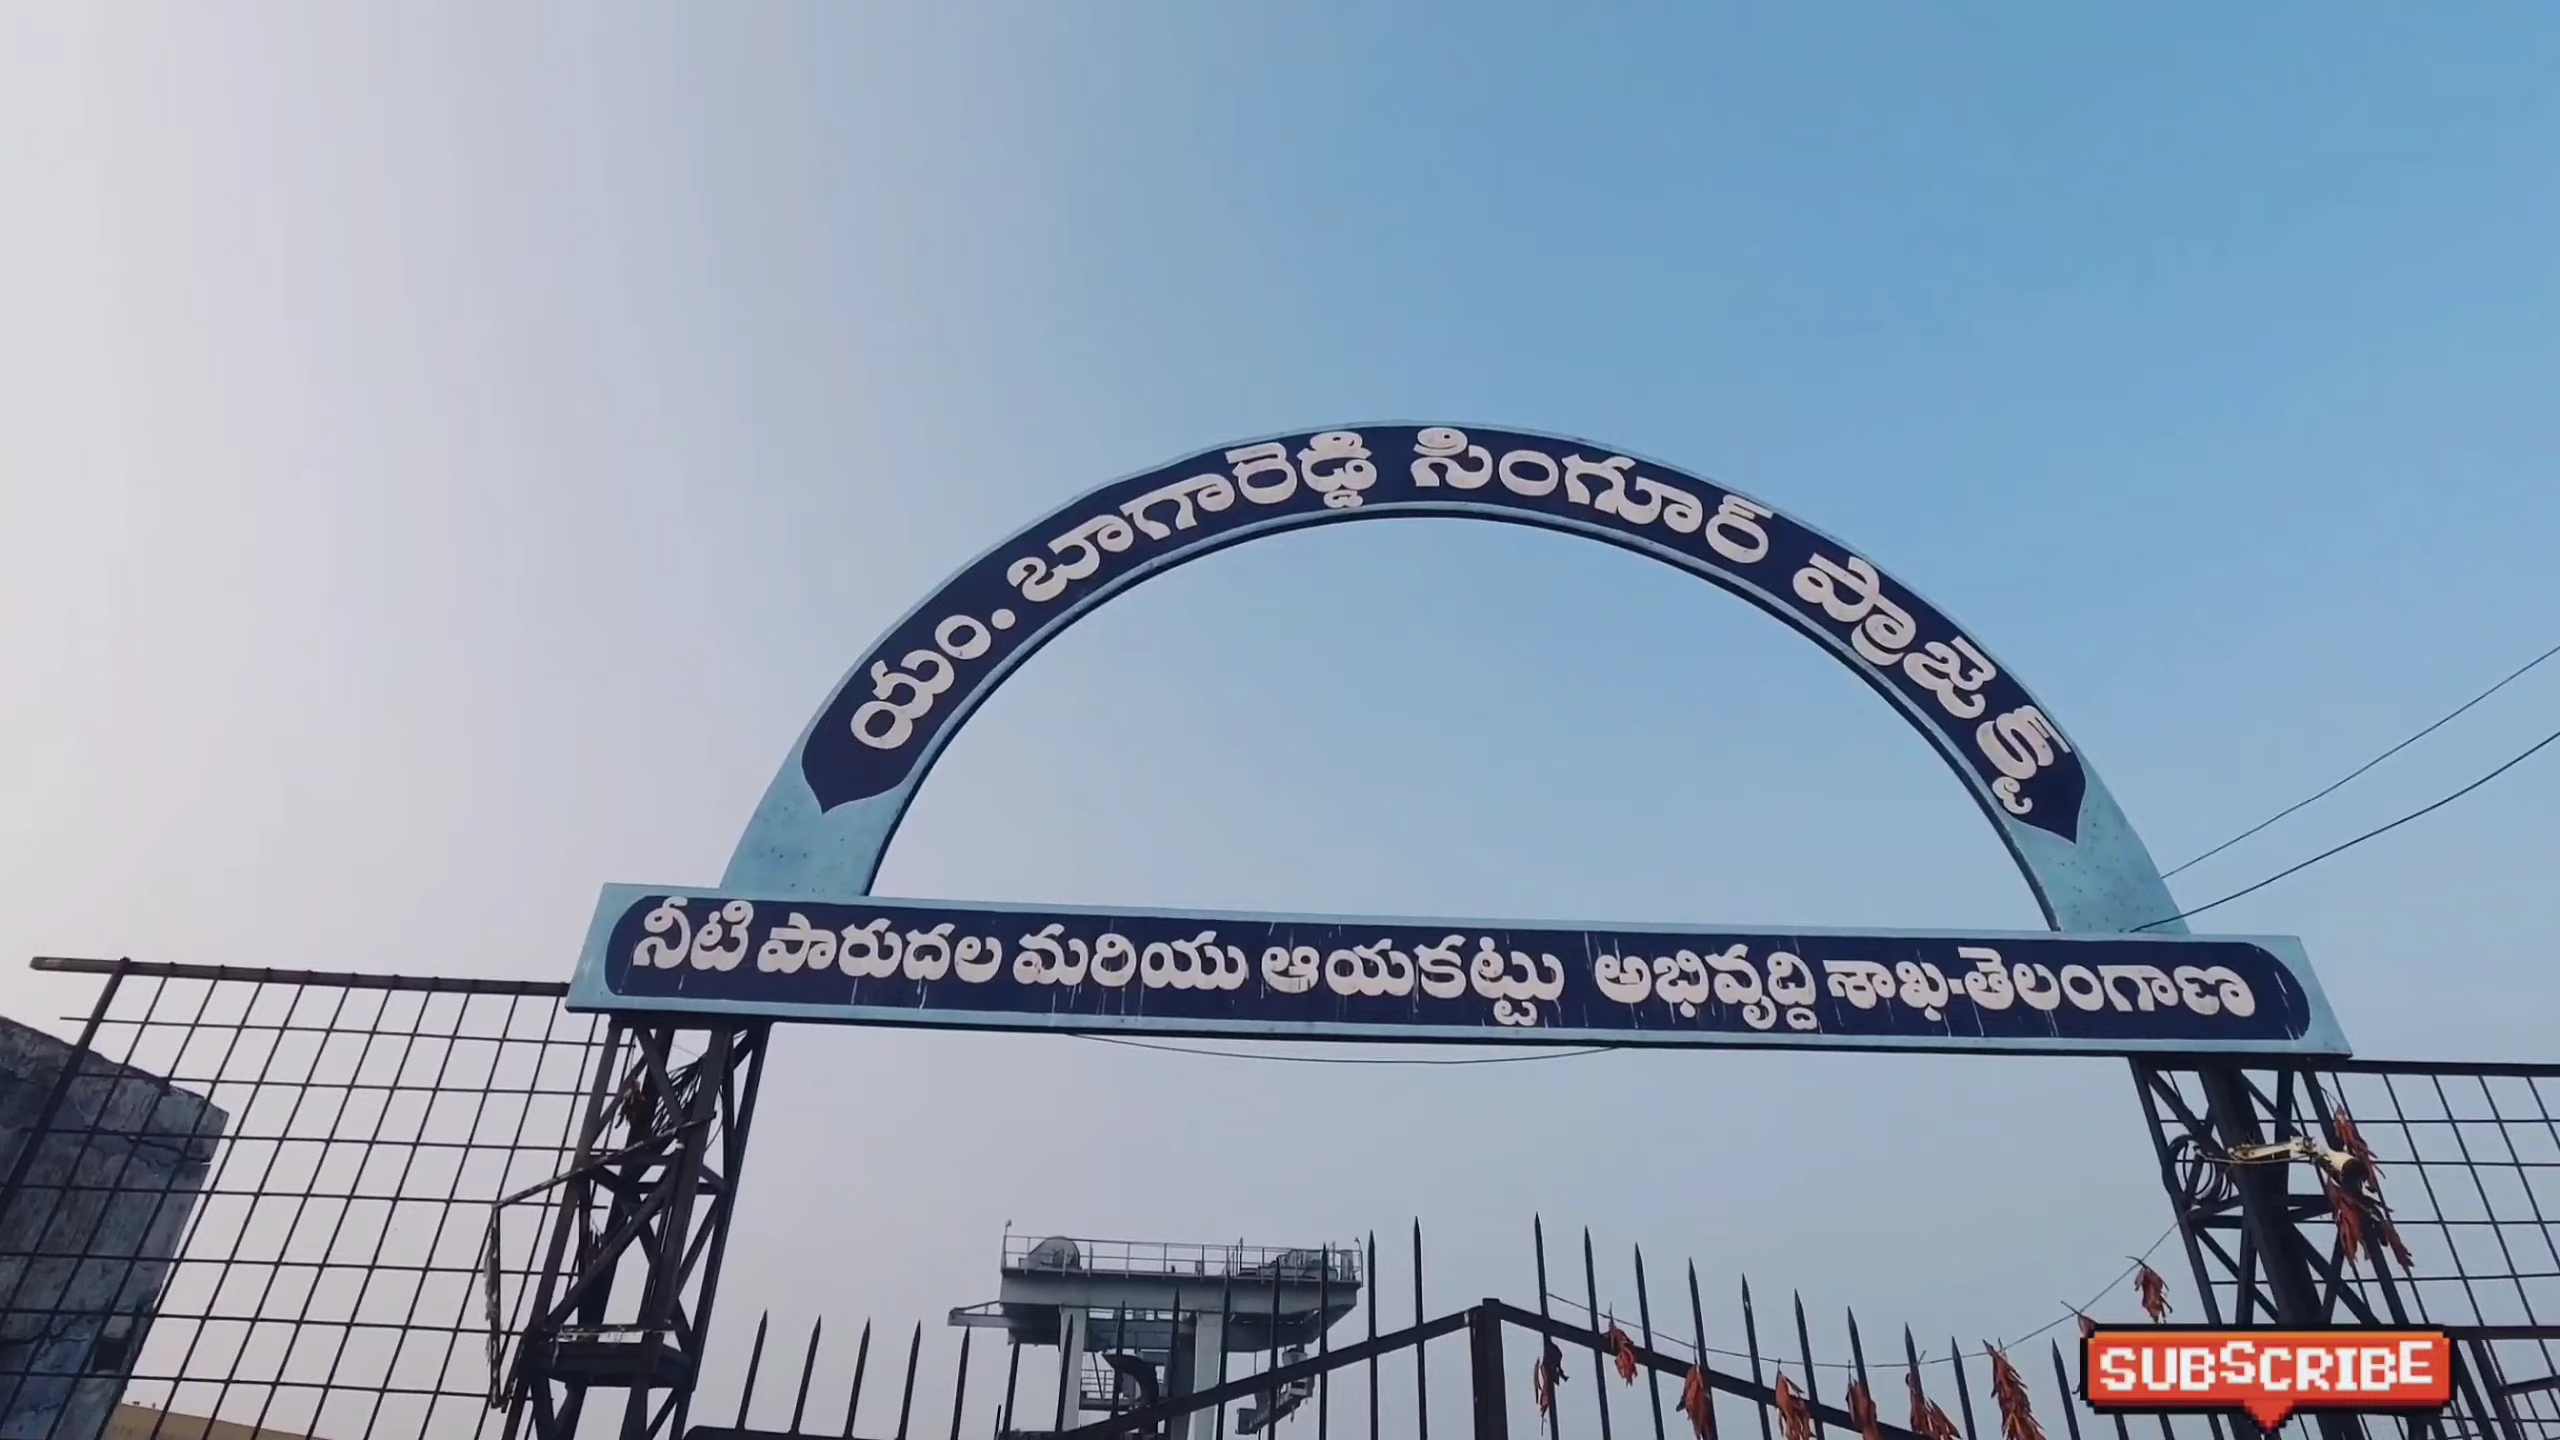 యం. బాగారెడ్డి సింగూర్ ప్రాజెక్ట్
నీటి పారుదల మరియు ఆయకట్టు అభివృద్ధి శాఖ-తెలంగాణ
SUBSCRIBE